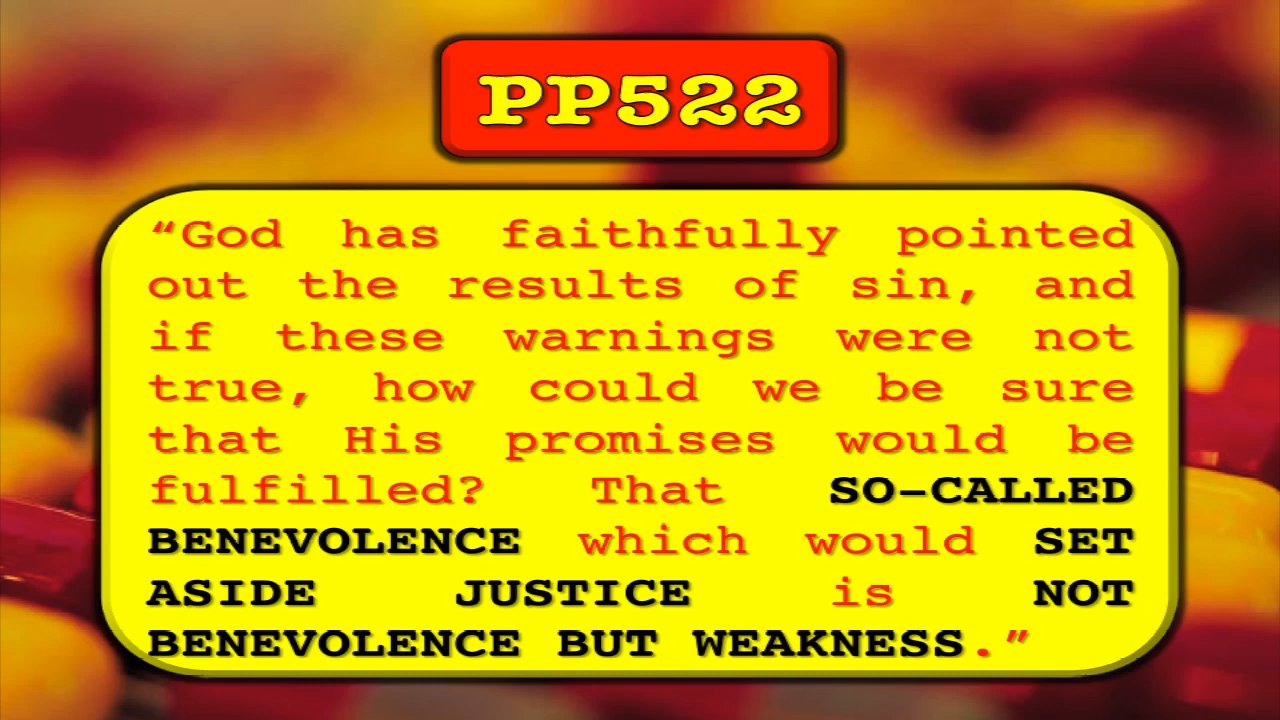 PP522
“God has faithfully pointed
out the results of sin, and
if these warnings were not
true, how could we be sure
that His promises would be
fulfilled? That SO–CALLED
BENEVOLENCE which would SET
ASIDE JUSTICE is NOT
BENEVOLENCE BUT WEAKNESS.”